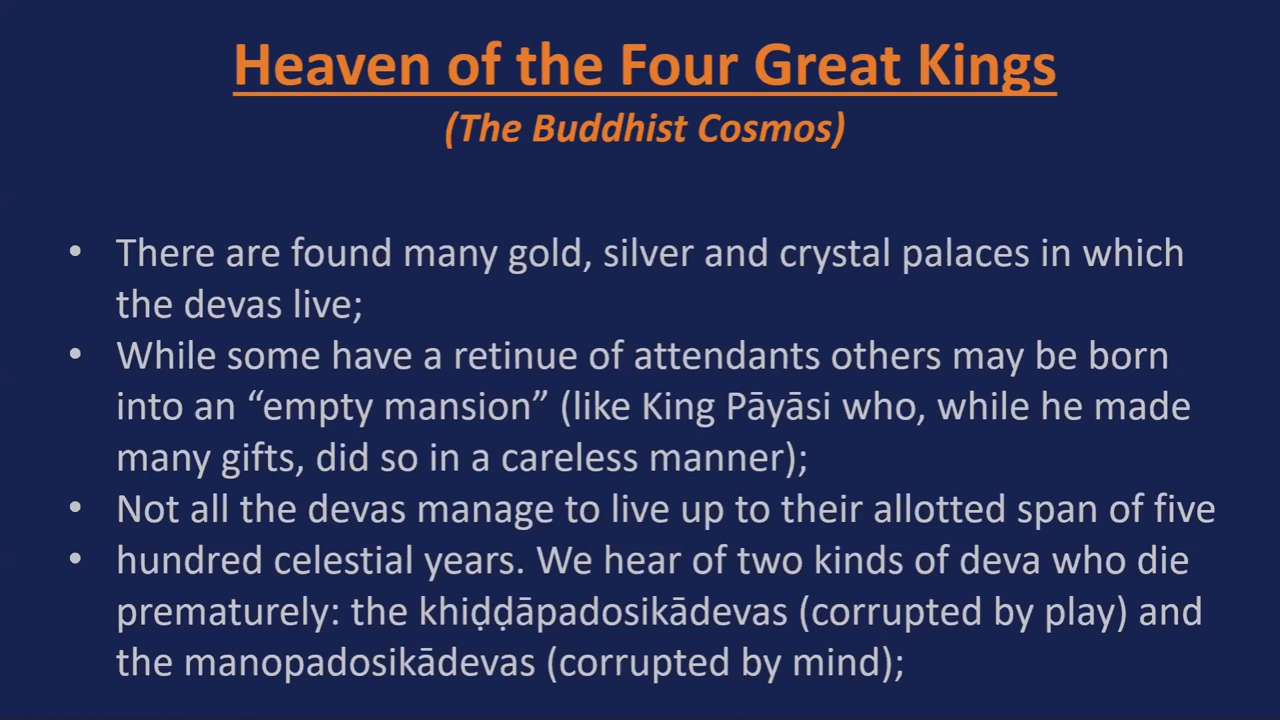 Heaven of the Four Great Kings
(The Buddhist Cosmos)
• There are found many gold, silver and crystal palaces in which
the devas live;
• While some have a retinue of attendants others may be born
into an “empty mansion” (like King Pāyāsi who, while he made
many gifts, did so in a careless manner);
• Not all the devas manage to live up to their allotted span of five
• hundred celestial years. We hear of two kinds of deva who die
prematurely: the khiḍḍāpadosikādevas (corrupted by play) and
the manopadosikādevas (corrupted by mind);